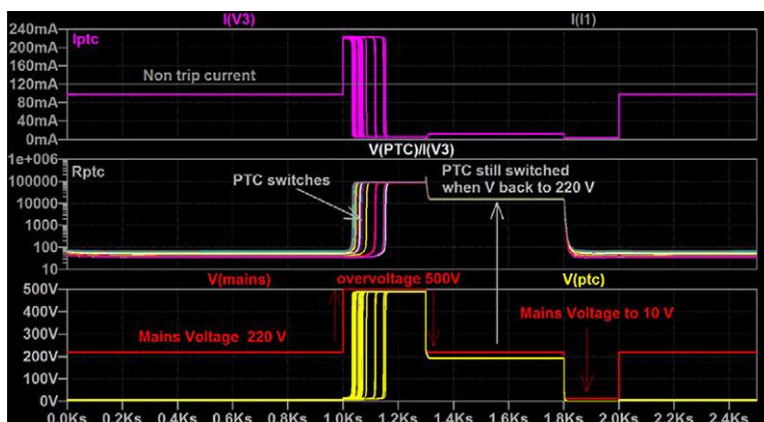 I(V3) I(I1)
240mA
Iptc
200mA
160mA
Non trip current
120mA
80mA
40mA
0mA
V(PTC)/I(V3)
1e+006
Rptc
PTC switches
PTC still switched
when V back to 220 V
100000
10000
1000
100
10
V(mains) overvoltage 500V V(ptc)
500V
400V
300V
200V
100V
0V
Mains Voltage 220 V
Mains Voltage to 10 V
0.0Ks 0.2Ks 0.4Ks 0.6Ks 0.8Ks 1.0Ks 1.2Ks 1.4Ks 1.6Ks 1.8Ks 2.0Ks 2.2Ks 2.4Ks